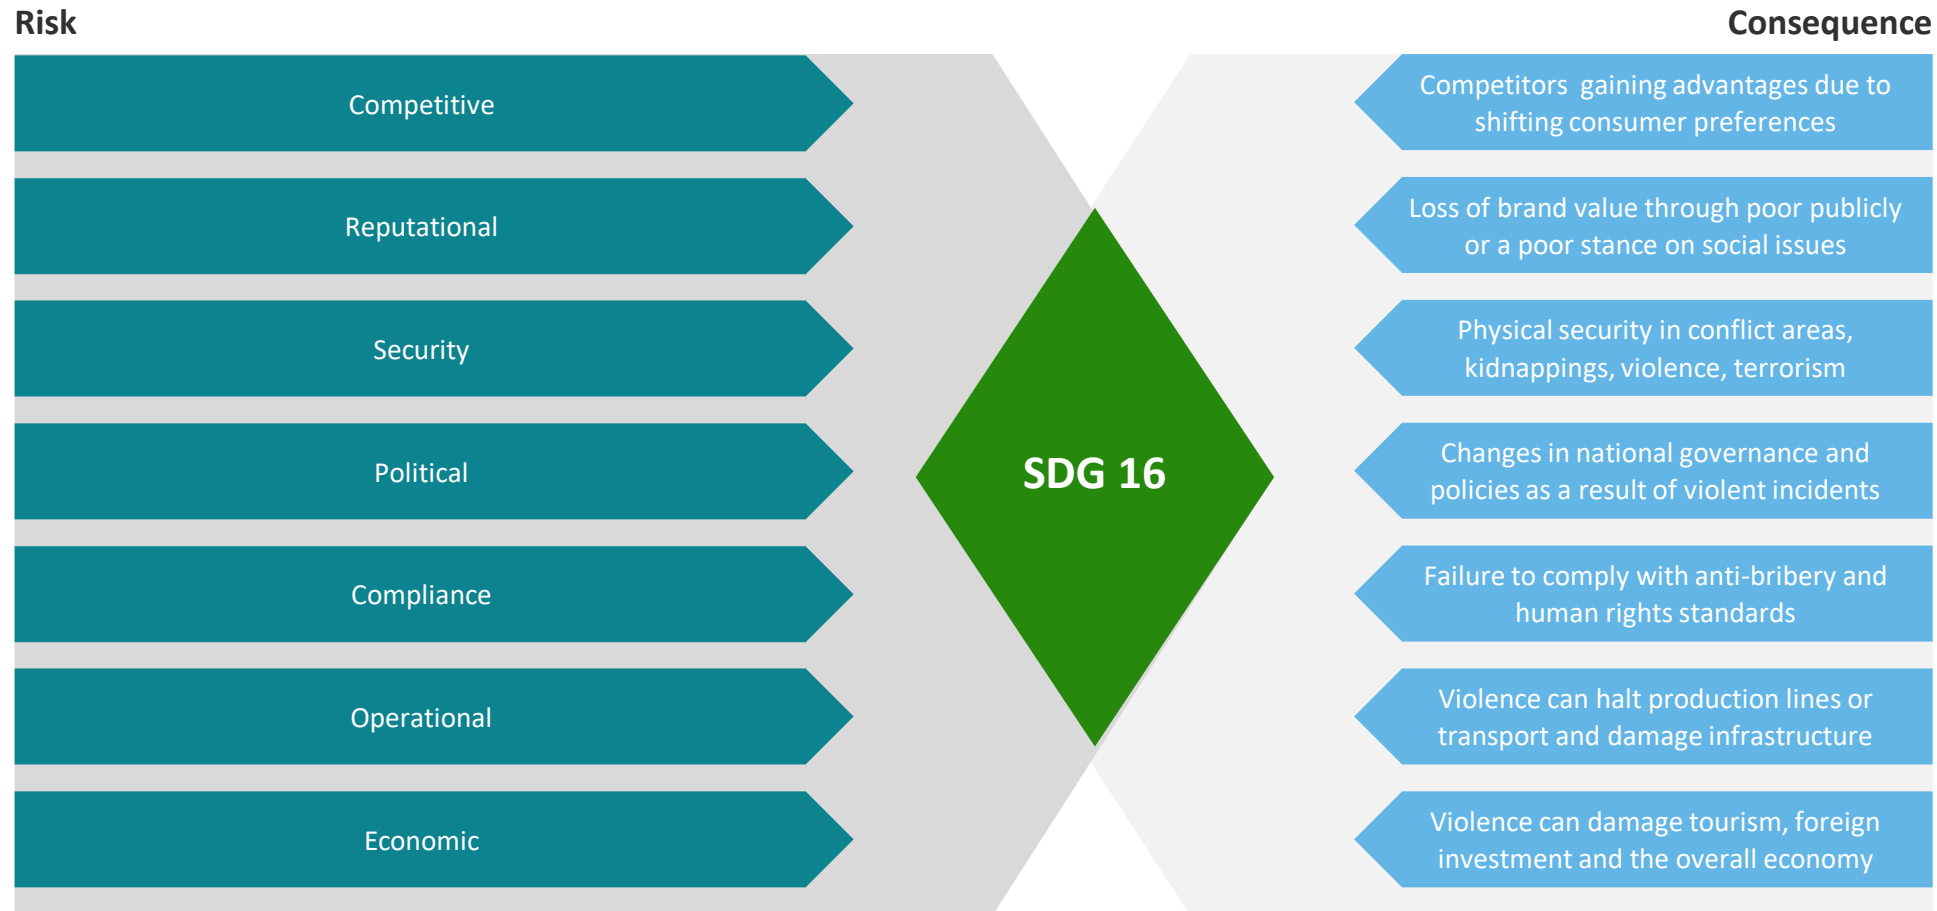 Risk
Consequence
Competitive
Competitors  gaining advantages due to
shifting consumer preferences
Reputational
Loss of brand value through poor publicly
or a poor stance on social issues
Security
Physical security in conflict areas,
kidnappings, violence, terrorism
Political
SDG 16
Changes in national governance and
policies as a result of violent incidents
Compliance
Failure to comply with anti-bribery and
human rights standards
Operational
Violence can halt production lines or
transport and damage infrastructure
Economic
Violence can damage tourism, foreign
investment and the overall economy